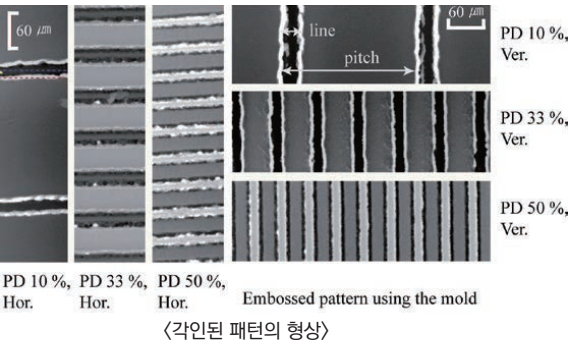 60 ㎛
60 ㎛
line
pitch
PD 10 %,
Ver.
PD 33 %,
Ver.
PD 50 %,
Ver.
PD 10 %,
Hor.
PD 33 %,
Hor.
PD 50 %,
Hor.
Embossed pattern using the mold
〈각인된 패턴의 형상〉